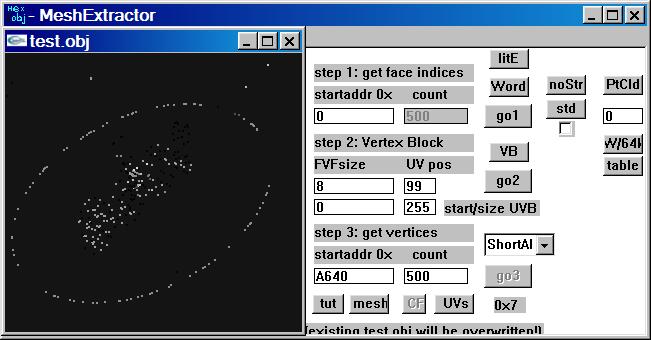 Hex
obj - MeshExtractor
test.obj
litE
step 1: get face indices
Word noStr PtCld
startaddr 0x count
std
0 500 go1 0
step 2: Vertex Block
VB W/64k
FVFsize UV pos table
8 99 go2
0 255 start/size UVB
step 3: get vertices
ShortAl
startaddr 0x count
A640 500 go3
tut mesh CF UVs 0x7
(existing test.obj will be overwritten!)